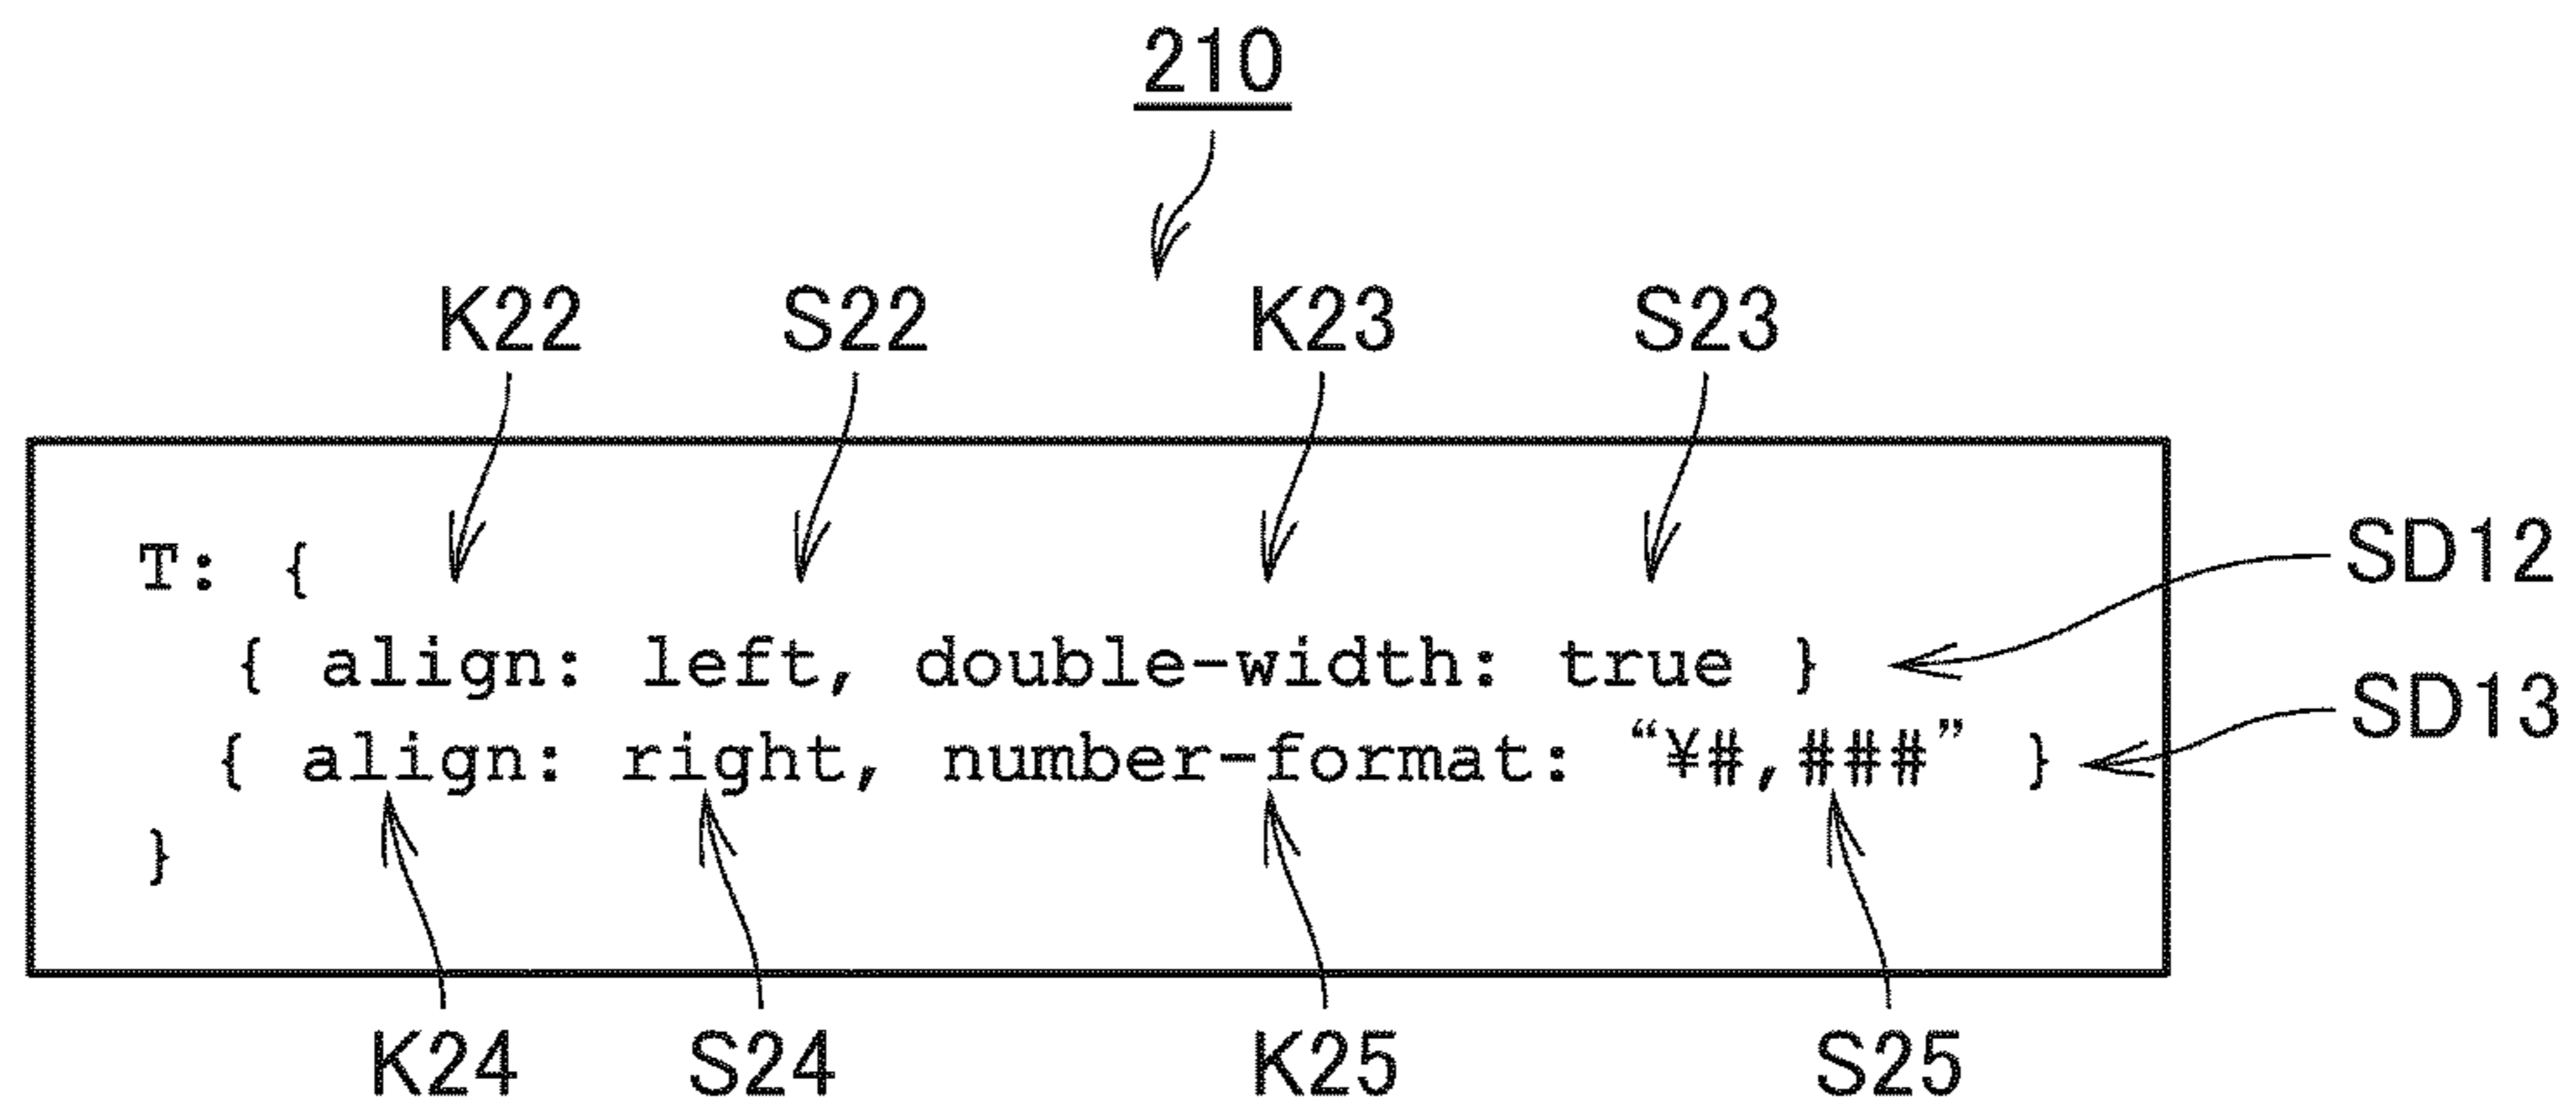 210
K22 S22 K23 S23
T: {
{ align: left, double-width: true }
SD12
{ align: right, number-format: “¥#,###” }
SD13
}
K24 S24 K25 S25